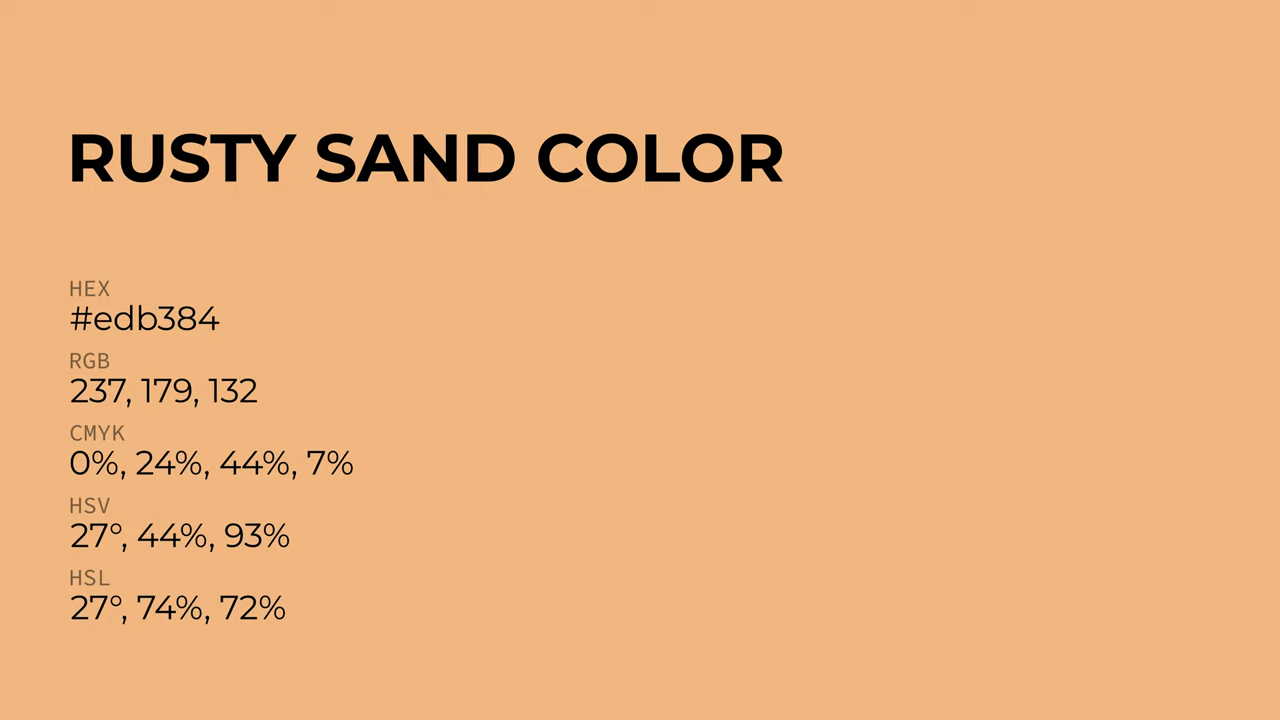 RUSTY SAND COLOR
HEX
#edb384
RGB
237, 179, 132
CMYK
0%, 24%, 44%, 7%
HSV
27°, 44%, 93%
HSL
27°, 74%, 72%